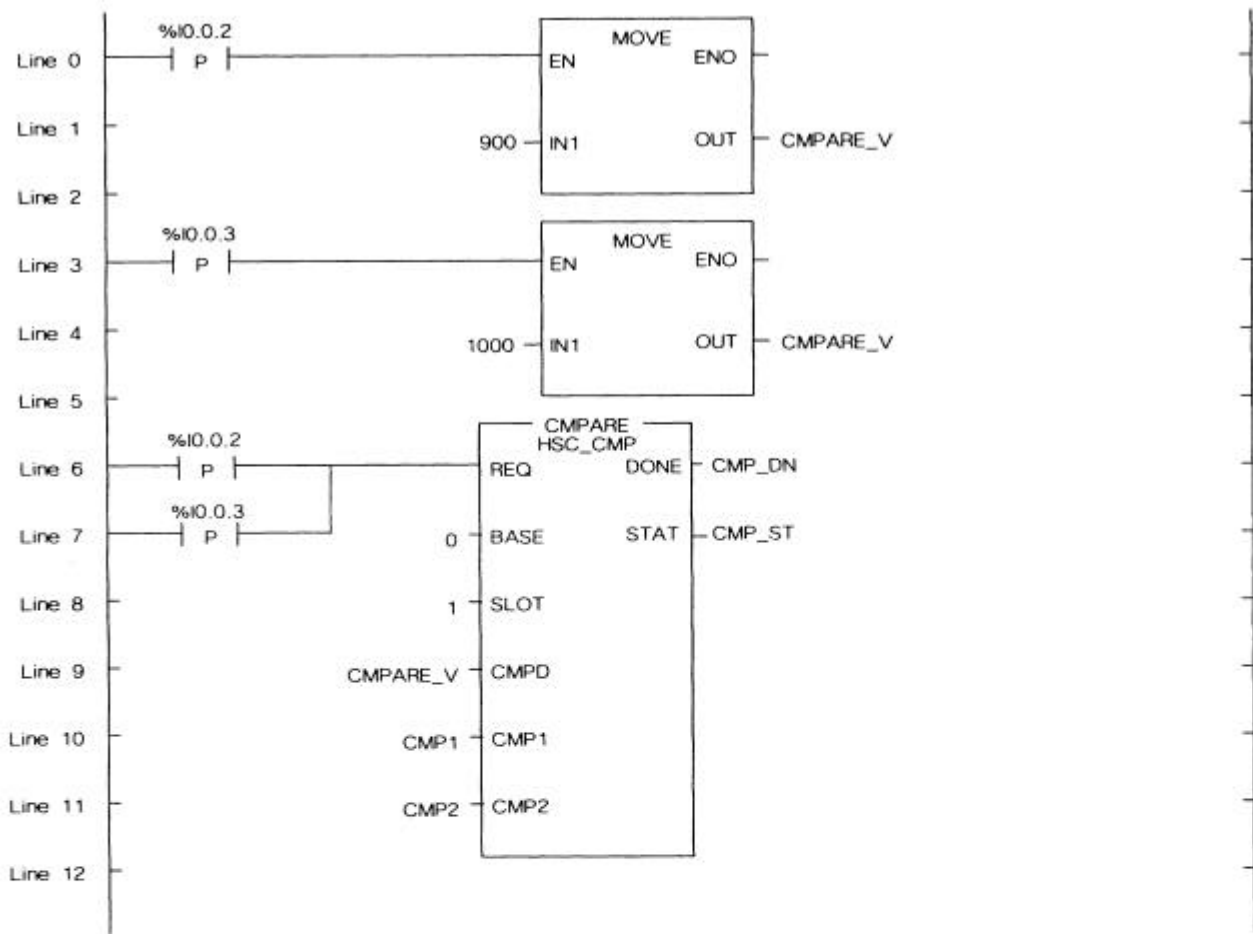 %I0.0.2
MOVE
Line 0
P
EN
ENO
Line 1
900
IN1
OUT
CMPARE_V
Line 2
%I0.0.3
MOVE
Line 3
P
EN
ENO
Line 4
1000
IN1
OUT
CMPARE_V
Line 5
CMPARE
HSC_CMP
%I0.0.2
Line 6
P
REQ
DONE
CMP_DN
%I0.0.3
Line 7
P
0
BASE
STAT
CMP_ST
Line 8
1
SLOT
Line 9
CMPARE_V
CMPD
Line 10
CMP1
CMP1
Line 11
CMP2
CMP2
Line 12